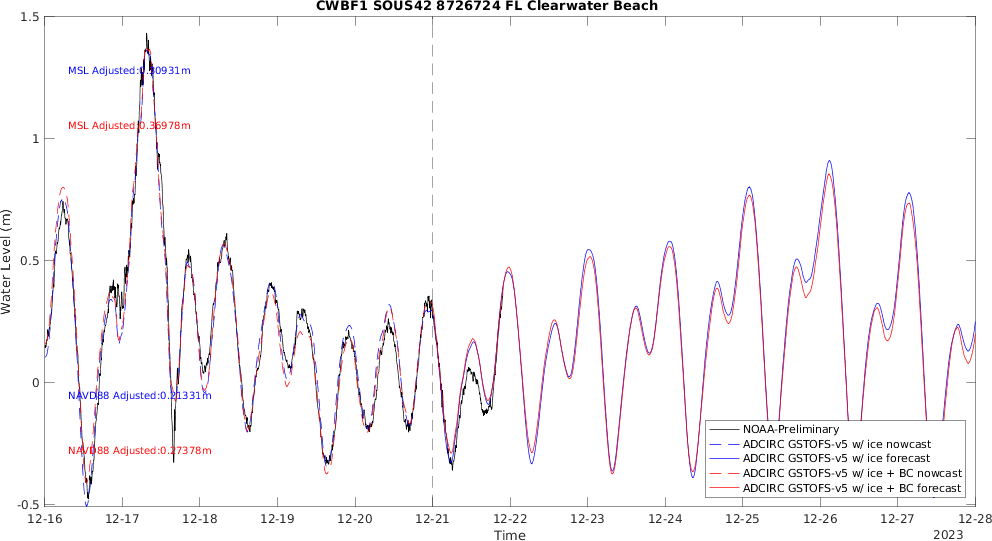 CWBF1 SOUS42 8726724 FL Clearwater Beach
Water Level (m)
1.5
1
0.5
0
-0.5
MSL Adjusted:0.30931m
MSL Adjusted:0.36978m
NAVD88 Adjusted:0.21331m
NAVD88 Adjusted:0.27378m
NOAA-Preliminary
ADCIRC GSTOFS-v5 w/ ice nowcast
ADCIRC GSTOFS-v5 w/ ice forecast
ADCIRC GSTOFS-v5 w/ ice + BC nowcast
ADCIRC GSTOFS-v5 w/ ice + BC forecast
12-16 12-17 12-18 12-19 12-20 12-21 12-22 12-23 12-24 12-25 12-26 12-27 12-28
Time
2023